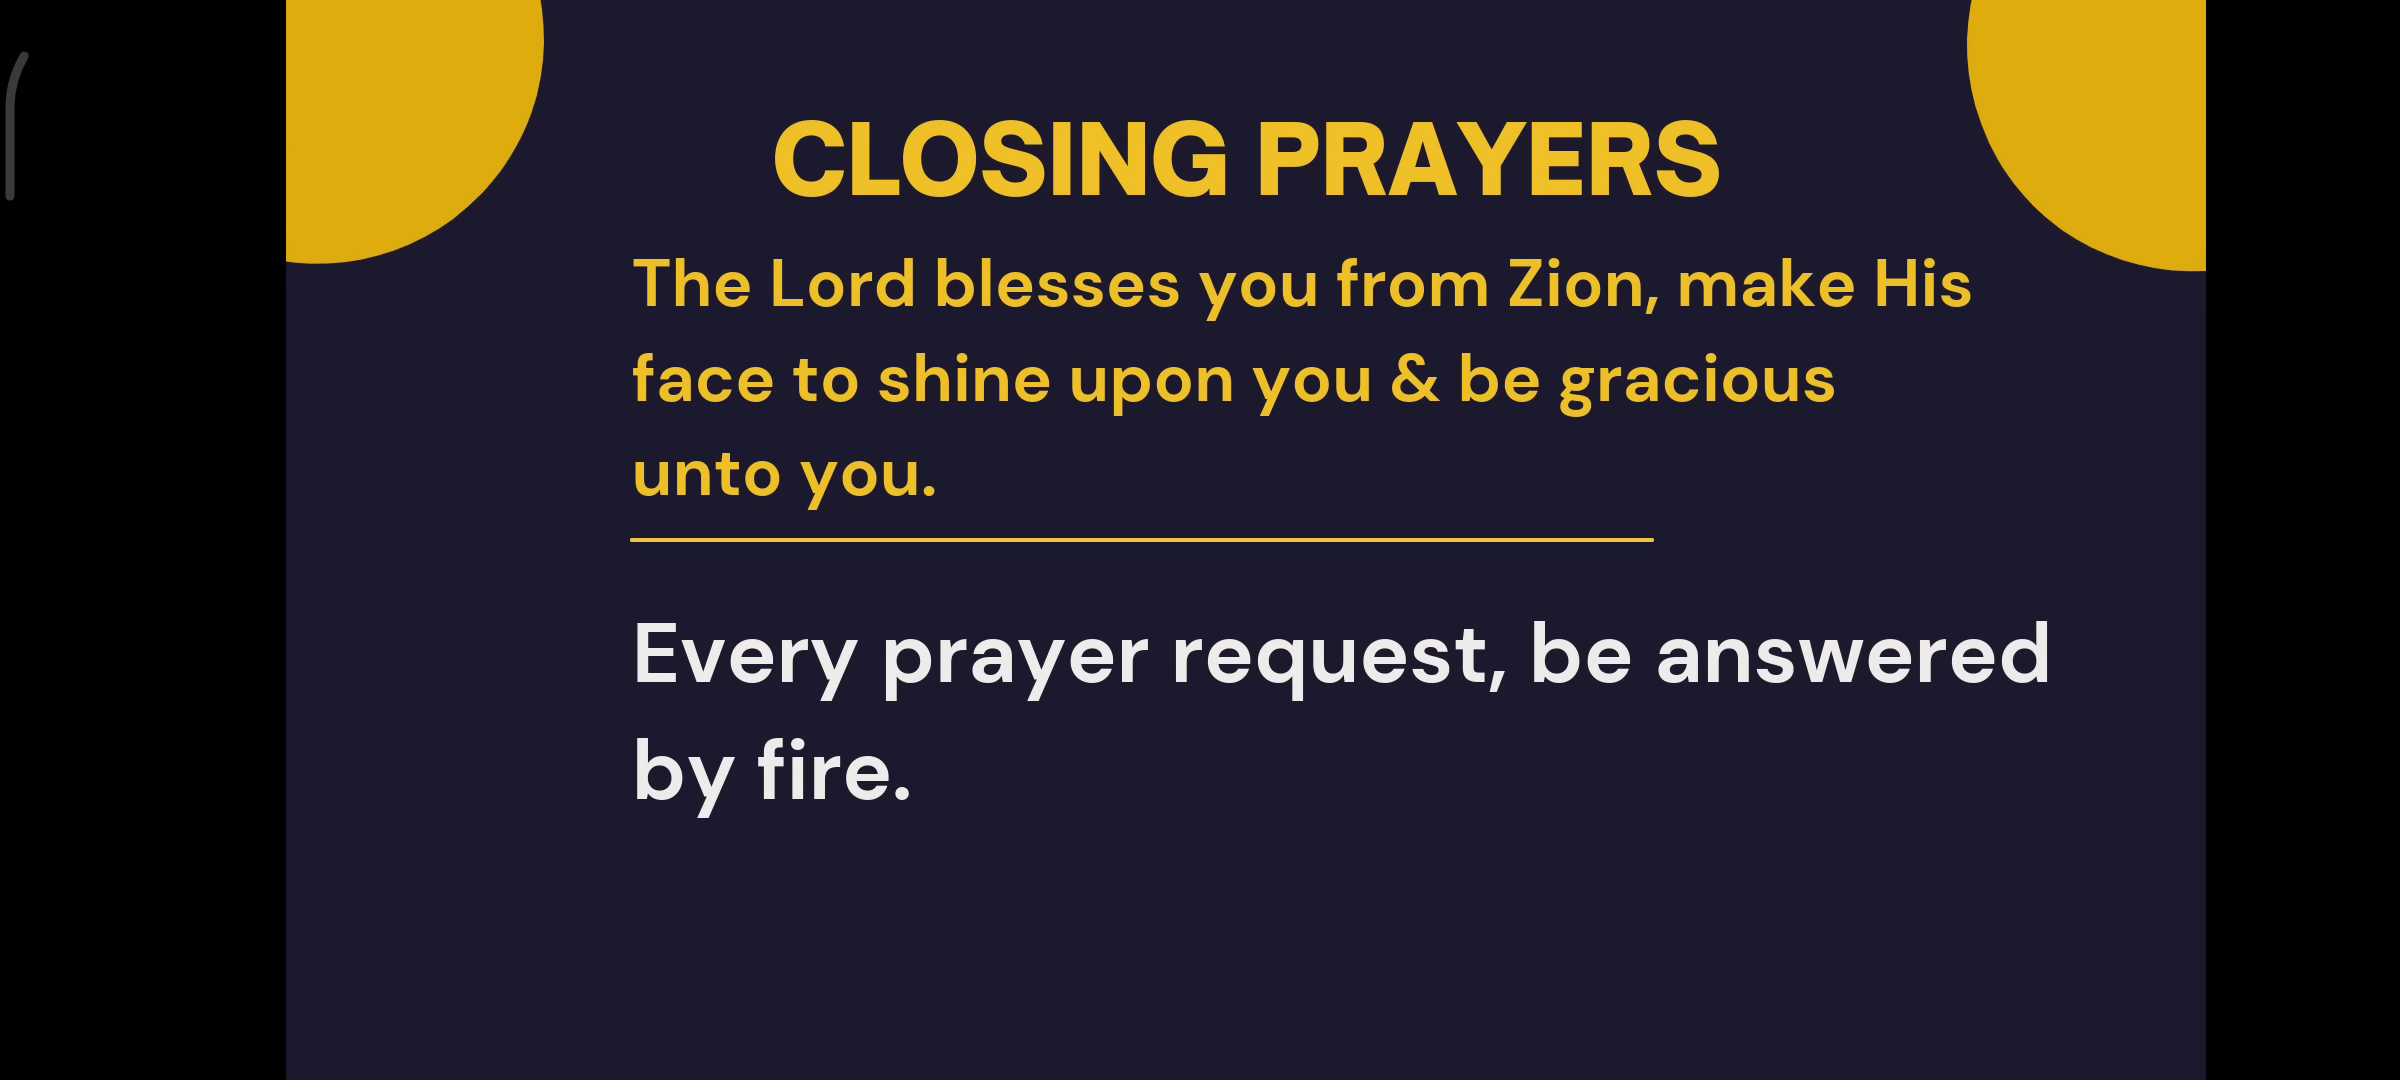 CLOSING PRAYERS
The Lord blesses you from Zion, make His
face to shine upon you & be gracious
unto you.
Every prayer request, be answered
by fire.